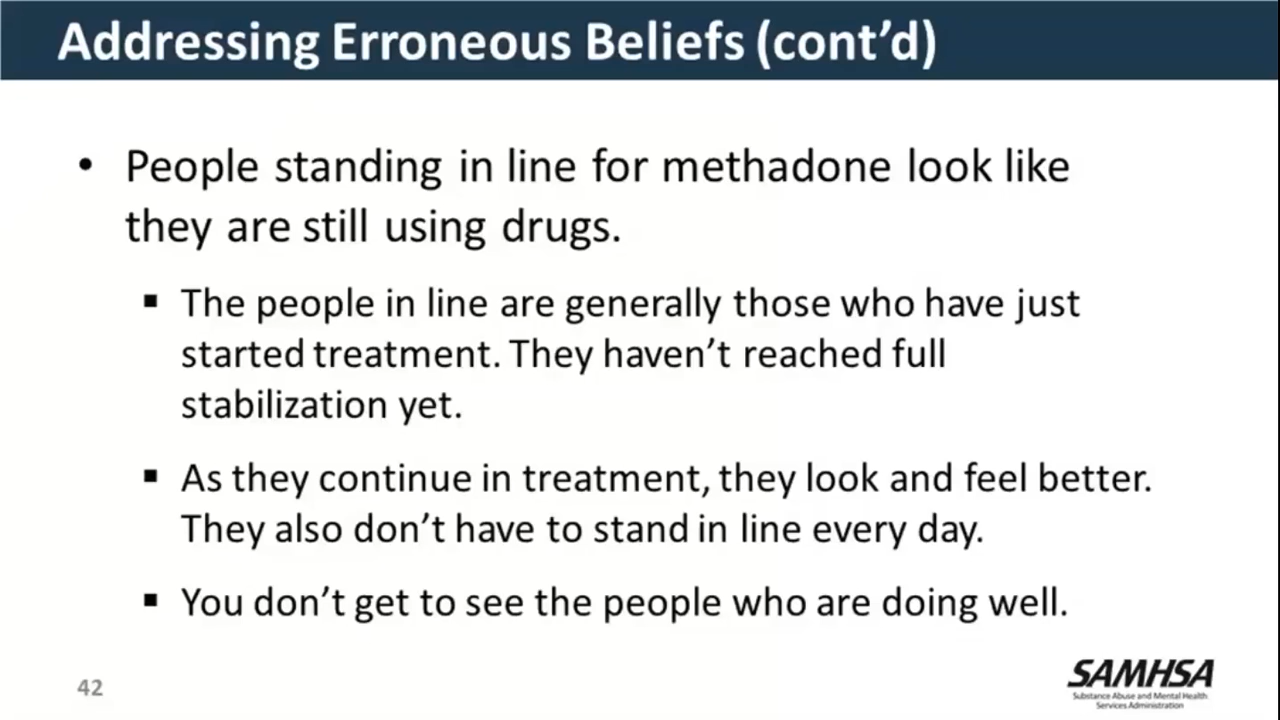 Addressing Erroneous Beliefs (cont’d)
• People standing in line for methadone look like
they are still using drugs.
▪ The people in line are generally those who have just
started treatment. They haven’t reached full
stabilization yet.
▪ As they continue in treatment, they look and feel better.
They also don’t have to stand in line every day.
▪ You don’t get to see the people who are doing well.
42
SAMHSA
Substance Abuse and Mental Health
Services Administration